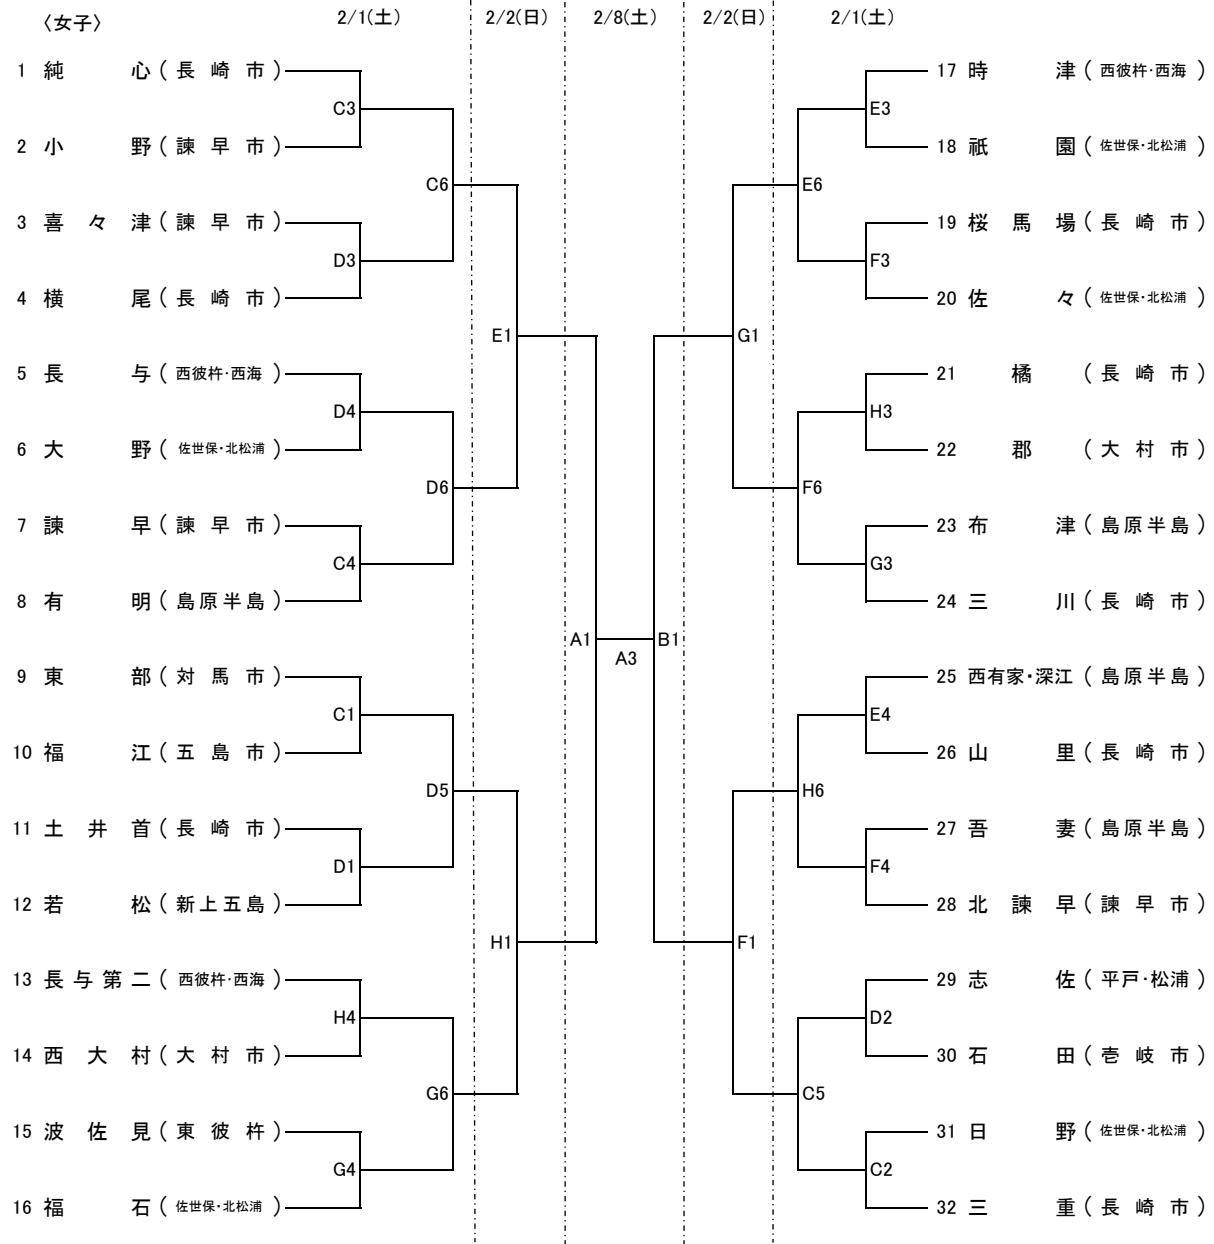 〈女子〉 2/1(土) 2/2(日) 2/8(土) 2/2(日) 2/1(土)
1 純心(長崎市) 17 時津(西彼杵・西海)
C3 E3
2 小野(諫早市) 18 祇園(佐世保・北松浦)
C6 E6
3 喜々津(諫早市) 19 桜馬場(長崎市)
D3 F3
4 横尾(長崎市) 20 佐々(佐世保・北松浦)
E1 G1
5 長与(西彼杵・西海) 21 橘(長崎市)
D4 H3
6 大野(佐世保・北松浦) 22 郡(大村市)
D6 F6
7 諫早(諫早市) 23 布津(島原半島)
C4 G3
8 有明(島原半島) 24 三川(長崎市)
A1 A3 B1
9 東部(対馬市) 25 西有家・深江(島原半島)
C1 E4
10 福江(五島市) 26 山里(長崎市)
D5 H6
11 土井首(長崎市) 27 吾妻(島原半島)
D1 F4
12 若松(新上五島) 28 北諫早(諫早市)
H1 F1
13 長与第二(西彼杵・西海) 29 志佐(平戸・松浦)
H4 D2
14 西大村(大村市) 30 石田(壱岐市)
G6 C5
15 波佐見(東彼杵) 31 日野(佐世保・北松浦)
G4 C2
16 福石(佐世保・北松浦) 32 三重(長崎市)